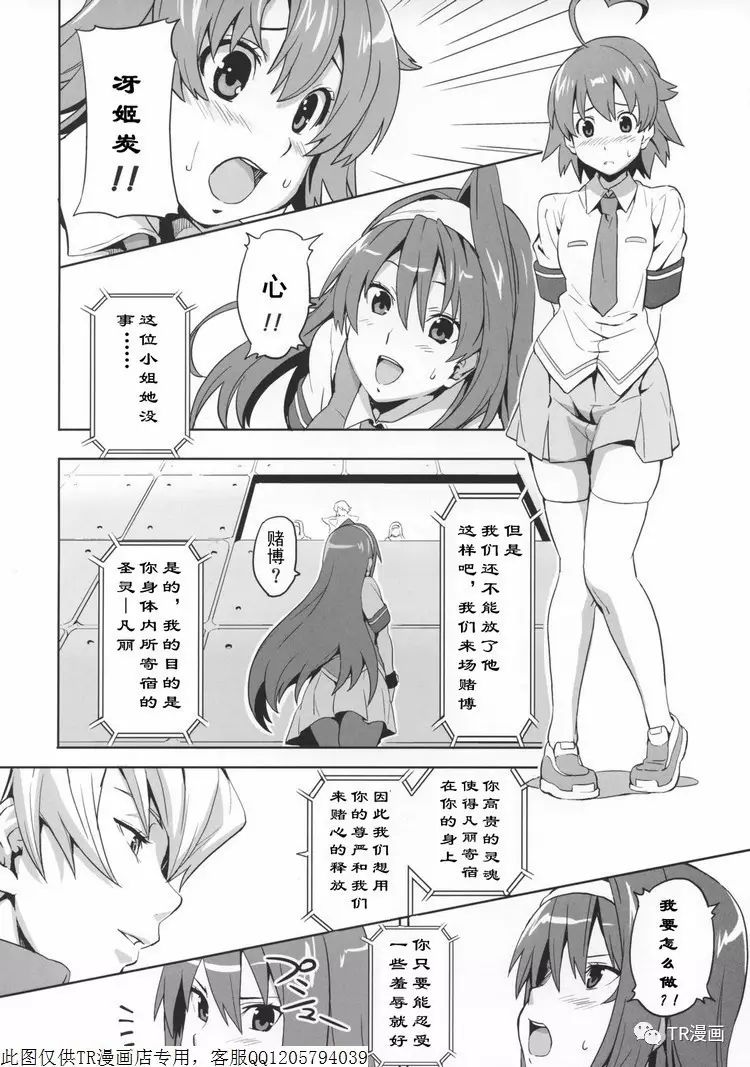 冴姬炭!!
心!!
这位小姐她没
事……
但是
我们还不能放了他
这样吧，我们来场赌博
赌博？
是的，我的目的是
你身体内所寄宿的
圣灵—凡丽
你高贵的灵魂
使得凡丽寄宿
在你的身上
因此我们想用
你的尊严和我们
来赌心的释放
我要怎么做?!
你只要能忍受
一些羞辱就好
プシュー
TR漫画
此图仅供TR漫画店专用，客服QQ1205794039